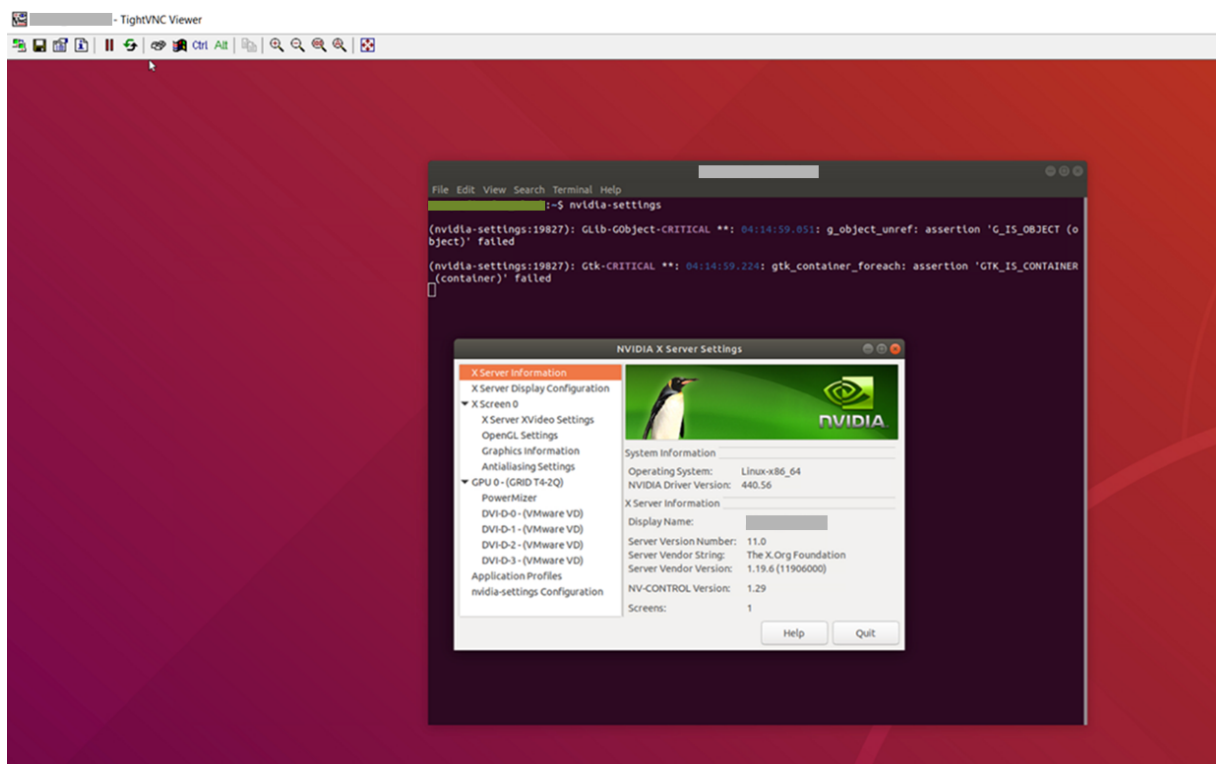 - TightVNC Viewer
Ctrl Alt
File Edit View Search Terminal Help
:~$ nvidia-settings
(nvidia-settings:19827): GLib-GObject-CRITICAL **: 04:14:59.051: g_object_unref: assertion 'G_IS_OBJECT (o
bject)' failed
(nvidia-settings:19827): Gtk-CRITICAL **: 04:14:59.224: gtk_container_foreach: assertion 'GTK_IS_CONTAINER
(container)' failed
NVIDIA X Server Settings
X Server Information
X Server Display Configuration
X Screen 0
X Server XVideo Settings
OpenGL Settings
Graphics Information
Antialiasing Settings
GPU 0 - (GRID T4-2Q)
PowerMizer
DVI-D-0 - (VMware VD)
DVI-D-1 - (VMware VD)
DVI-D-2 - (VMware VD)
DVI-D-3 - (VMware VD)
Application Profiles
nvidia-settings Configuration
NVIDIA.
System Information
Operating System: Linux-x86_64
NVIDIA Driver Version: 440.56
X Server Information
Display Name:
Server Version Number: 11.0
Server Vendor String: The X.Org Foundation
Server Vendor Version: 1.19.6 (11906000)
NV-CONTROL Version: 1.29
Screens: 1
Help Quit